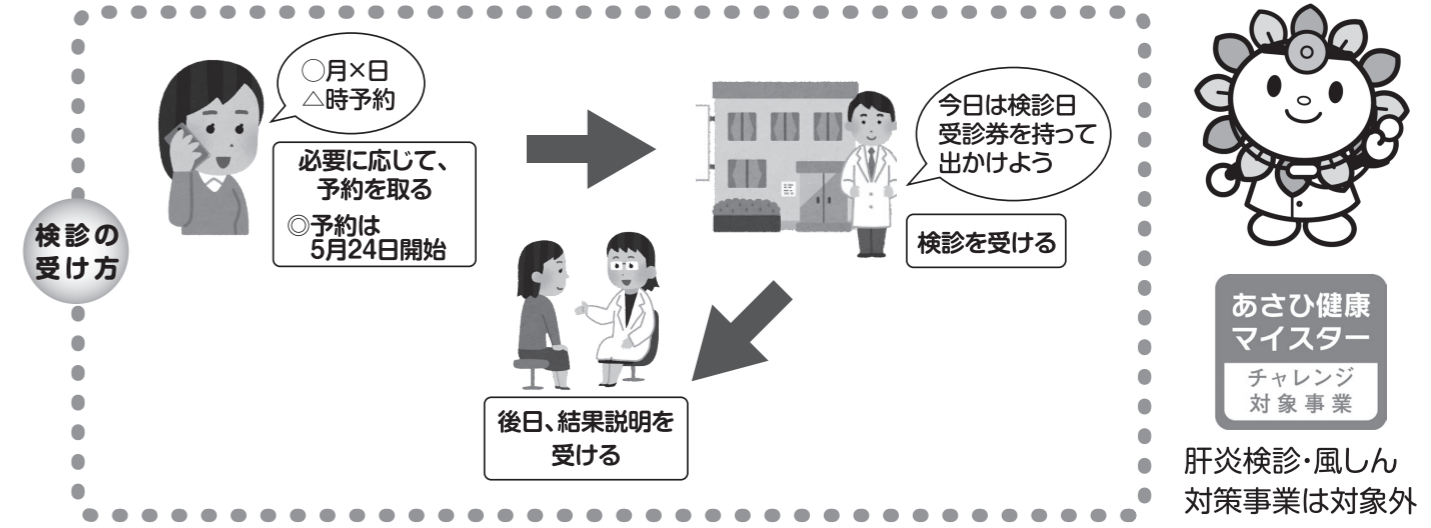 検診の
受け方
○月×日
△時予約
必要に応じて、
予約を取る
◎予約は
5月24日開始
今日は検診日
受診券を持って
出かけよう
検診を受ける
後日、結果説明を
受ける
あさひ健康
マイスター
チャレンジ
対象事業
肝炎検診・風しん
対策事業は対象外